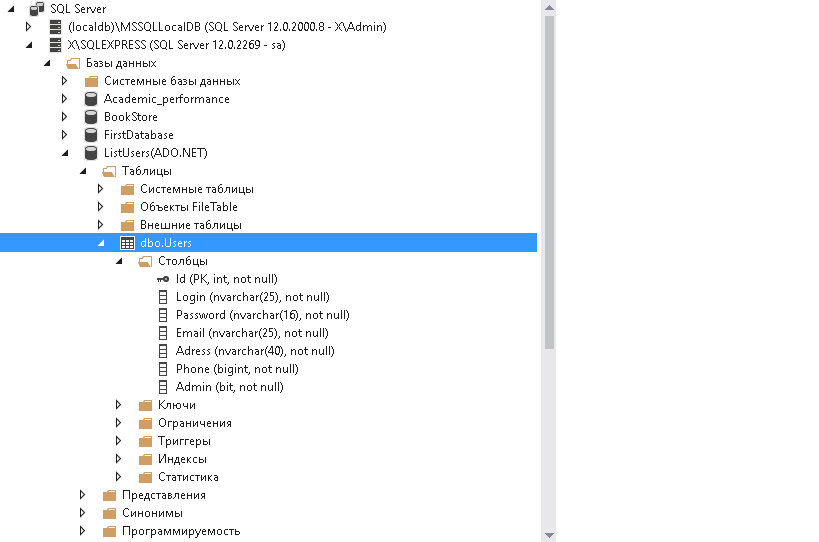 SQL Server
(localdb)\MSSQLLocalDB (SQL Server 12.0.2000.8 - X\Admin)
X\SQLEXPRESS (SQL Server 12.0.2269 - sa)
Базы данных
Системные базы данных
Academic_performance
BookStore
FirstDatabase
ListUsers(ADO.NET)
Таблицы
Системные таблицы
Объекты FileTable
Внешние таблицы
dbo.Users
Столбцы
Id (PK, int, not null)
Login (nvarchar(25), not null)
Password (nvarchar(16), not null)
Email (nvarchar(25), not null)
Adress (nvarchar(40), not null)
Phone (bigint, not null)
Admin (bit, not null)
Ключи
Ограничения
Триггеры
Индексы
Статистика
Представления
Синонимы
Программируемость